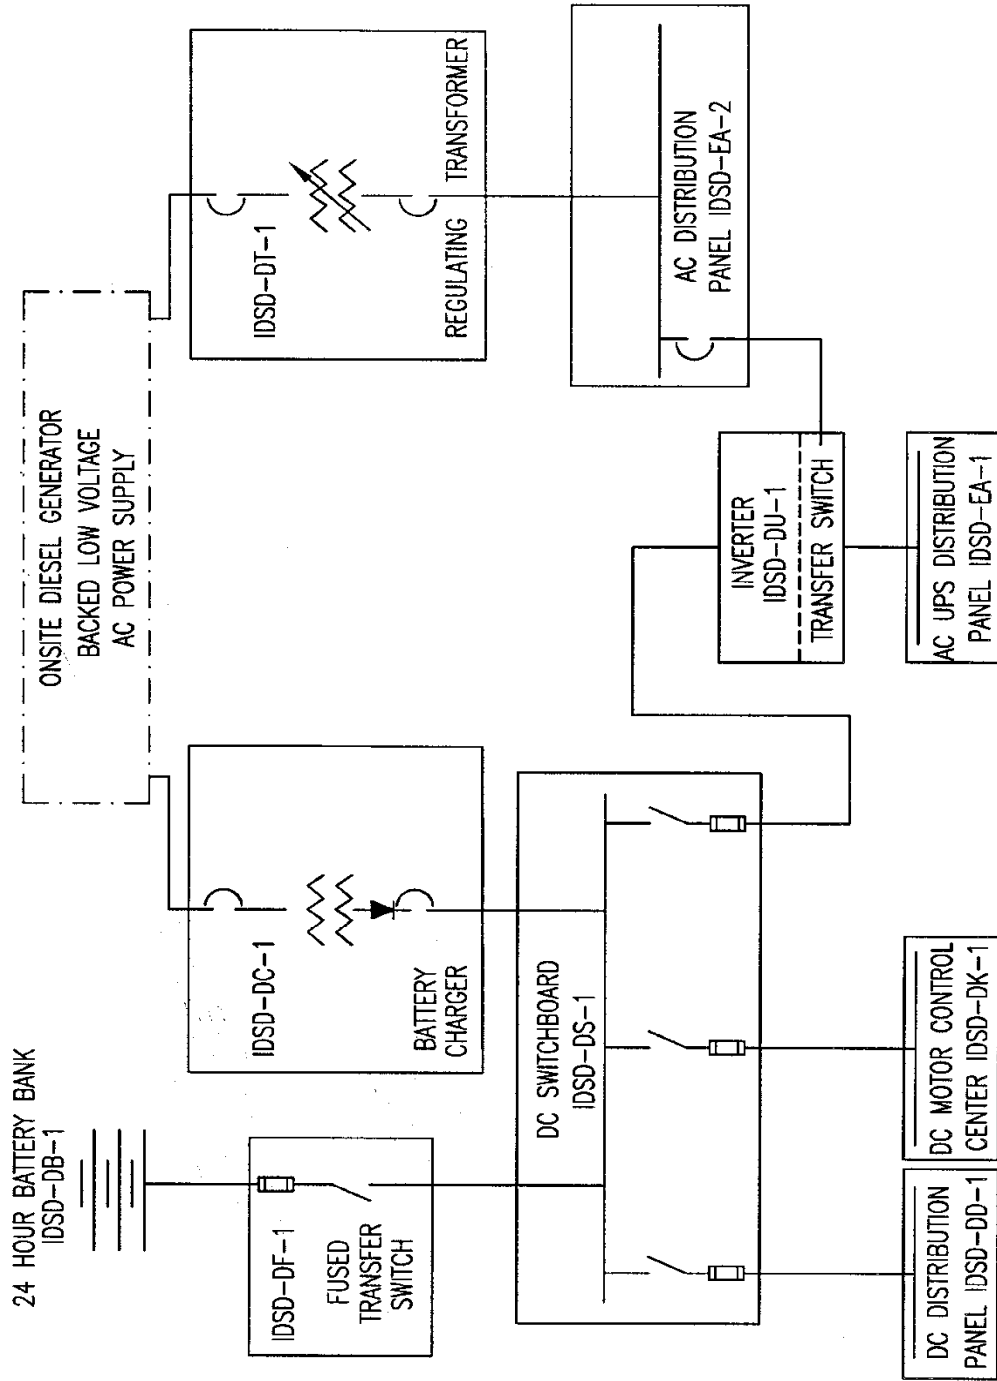 24 HOUR BATTERY BANK
IDSD-DB-1
ONSITE DIESEL GENERATOR
BACKED LOW VOLTAGE
AC POWER SUPPLY
IDSD-DF-1
FUSED
TRANSFER
SWITCH
IDSD-DC-1
BATTERY
CHARGER
IDSD-DT-1
REGULATING TRANSFORMER
DC SWITCHBOARD
IDSD-DS-1
AC DISTRIBUTION
PANEL IDSD-EA-2
INVERTER
IDSD-DU-1
TRANSFER SWITCH
DC DISTRIBUTION
PANEL IDSD-DD-1
DC MOTOR CONTROL
CENTER IDSD-DK-1
AC UPS DISTRIBUTION
PANEL IDSD-EA-1